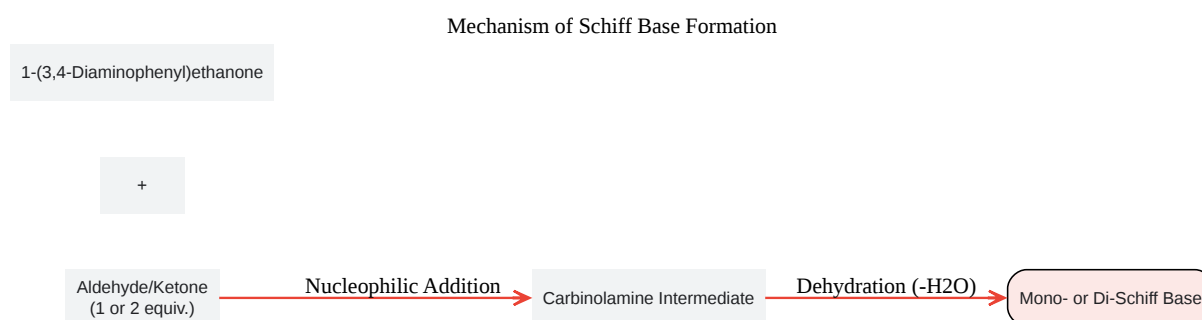 Mechanism of Schiff Base Formation
1-(3,4-Diaminophenyl)ethanone
+
Aldehyde/Ketone
(1 or 2 equiv.)
Nucleophilic Addition
Carbinolamine Intermediate
Dehydration (-H2O)
Mono- or Di-Schiff Base